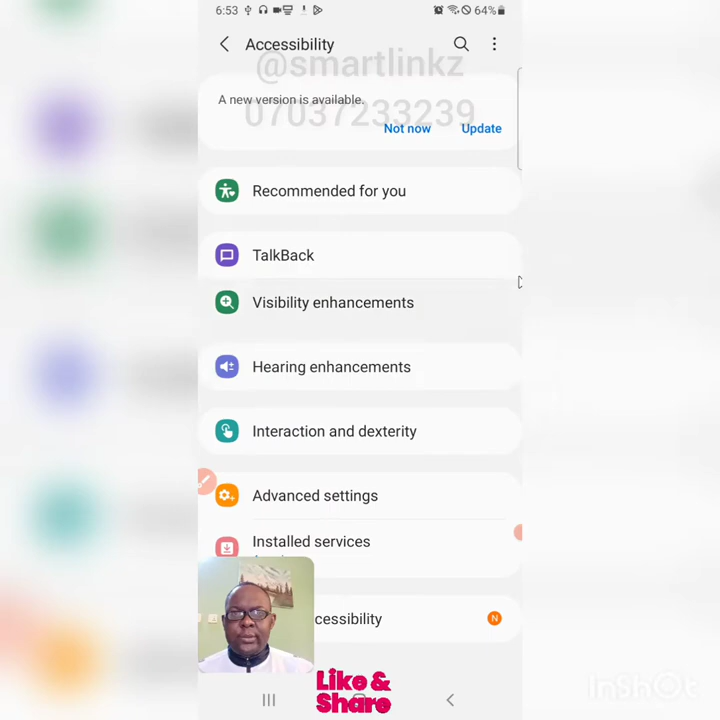 6:53
64%
Accessibility
@smartlinkz
A new version is available.
07037233239
Not now
Update
Recommended for you
TalkBack
Visibility enhancements
Hearing enhancements
Interaction and dexterity
Advanced settings
Installed services
cessibility
N
Like &
Share
InShOt